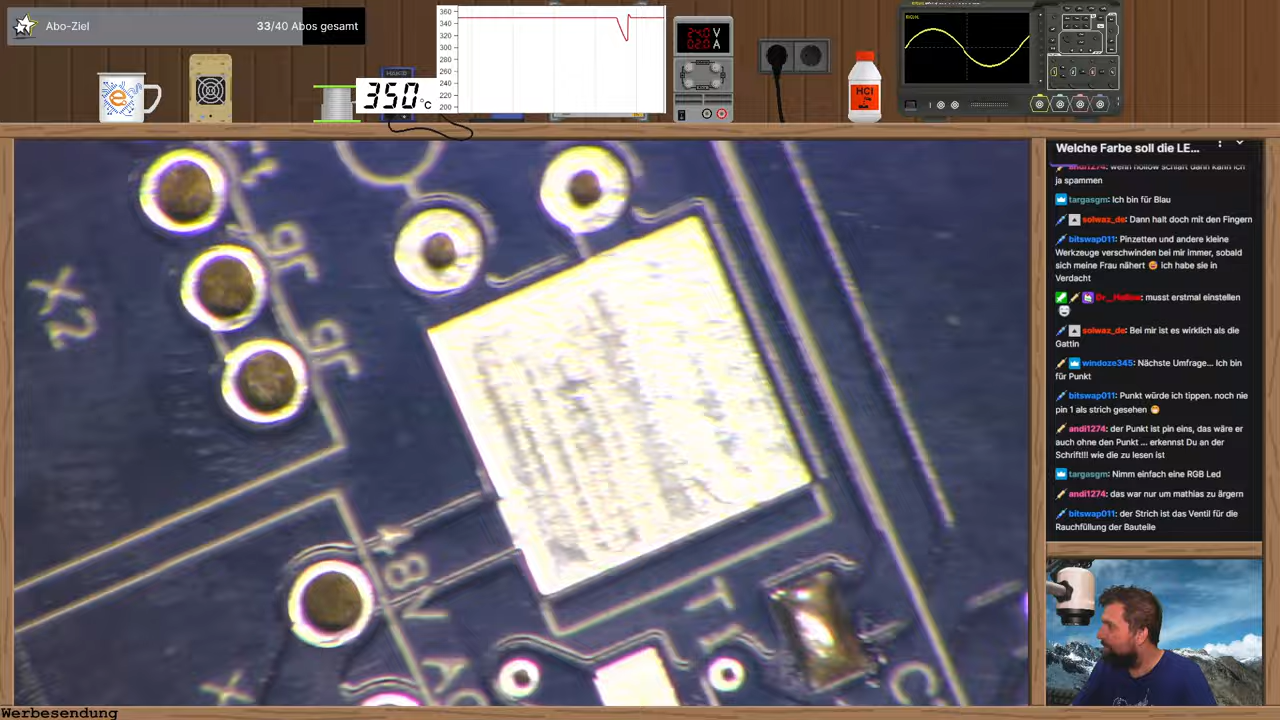 Abo-Ziel
33/40 Abos gesamt
360
340
320
300
280
260
240
220
200
350°C
HAKKO
24.0 V
02.0 A
HCl
RIGOL
Welche Farbe soll die LE...
andi1274: wenn hollow schläft dann kann ich
ja spammen
targasgm: Ich bin für Blau
solwaz_de: Dann halt doch mit den Fingern
bitswap011: Pinzetten und andere kleine
Werkzeuge verschwinden bei mir immer, sobald
sich meine Frau nähert Ich habe sie in
Verdacht
Dr__Hollow: musst erstmal einstellen
solwaz_de: Bei mir ist es wirklich als die
Gattin
windoze345: Nächste Umfrage... Ich bin
für Punkt
bitswap011: Punkt würde ich tippen. noch nie
pin 1 als strich gesehen
andi1274: der Punkt ist pin eins, das wäre er
auch ohne den Punkt ... erkennst Du an der
Schrift!!! wie die zu lesen ist
targasgm: Nimm einfach eine RGB Led
andi1274: das war nur um mathias zu ärgern
bitswap011: der Strich ist das Ventil für die
Rauchfüllung der Bauteile
X2
Werbesendung